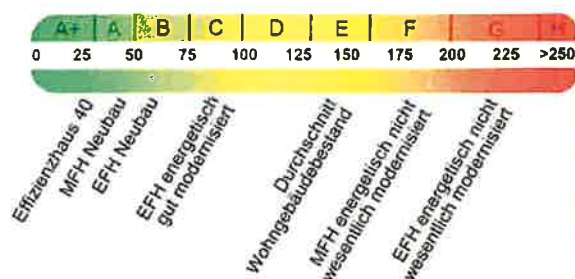 A+ A B C D E F G H
0 25 50 75 100 125 150 175 200 225 >250
Effizienzhaus 40
MFH Neubau
EFH Neubau
EFH energetisch
gut modernisiert
Durchschnitt
Wohngebäudebestand
MFH energetisch nicht
wesentlich modernisiert
EFH energetisch nicht
wesentlich modernisiert